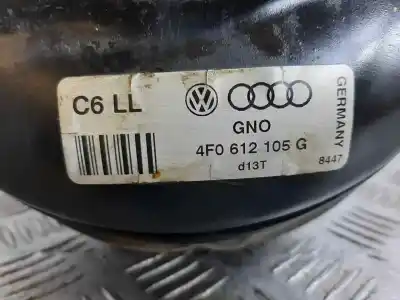 C6 LL
GNO
4F0 612 105 G
d13T
GERMANY
8447